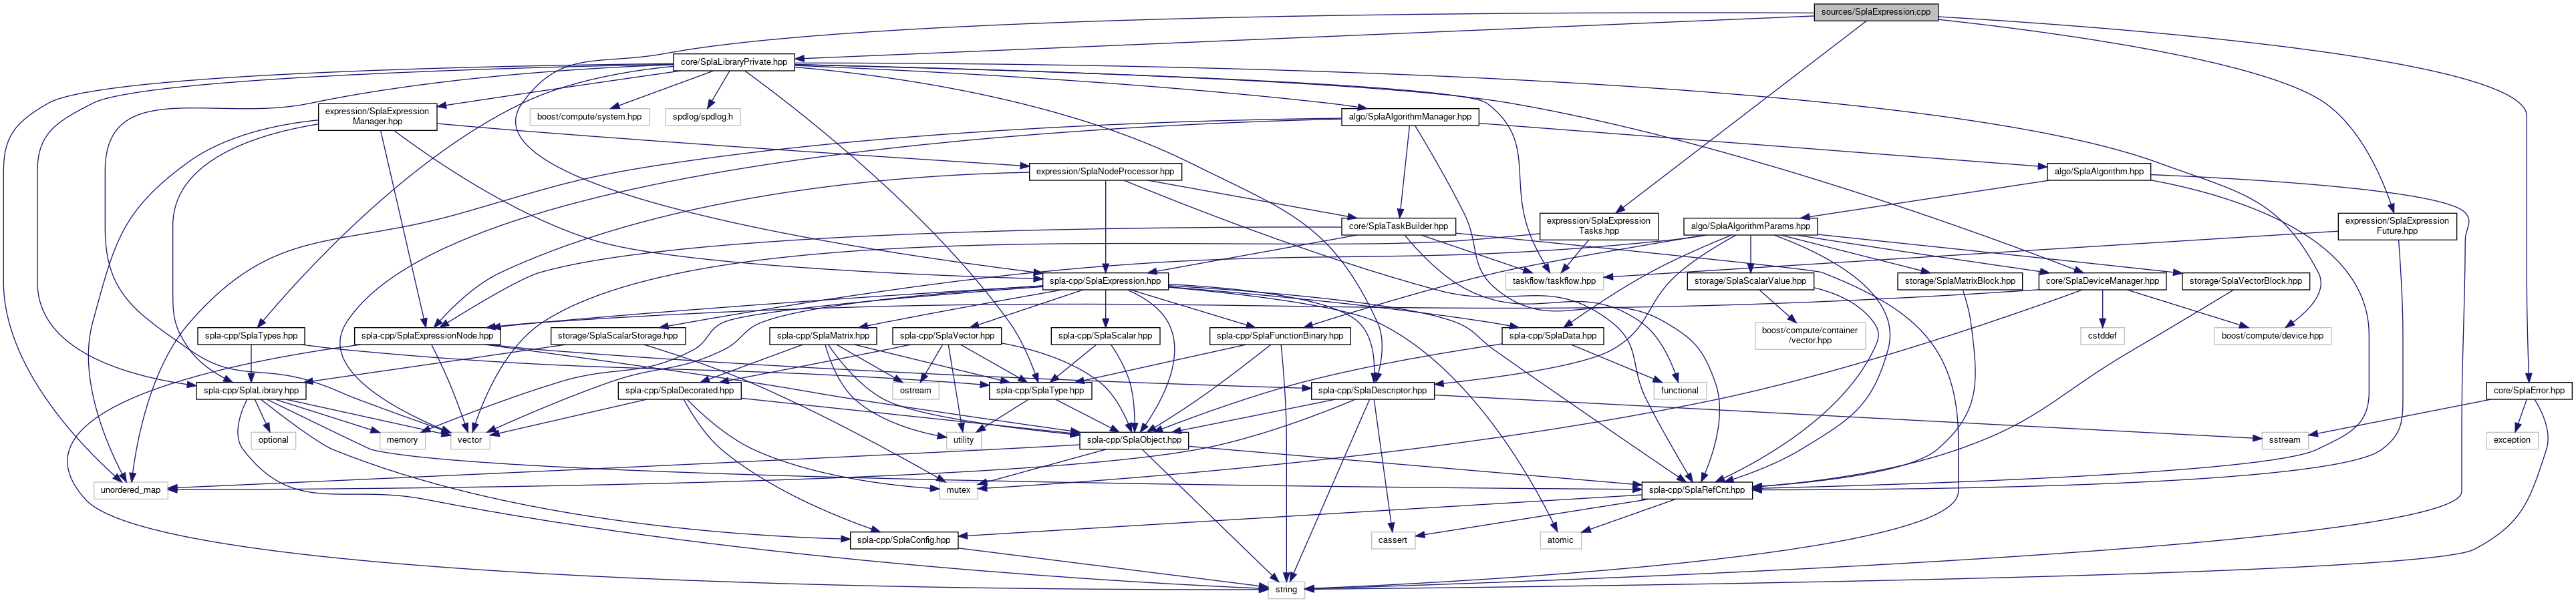 sources/SplaExpression.cpp
core/SplaLibraryPrivate.hpp
expression/SplaExpression
Manager.hpp
boost/compute/system.hpp
spdlog/spdlog.h
algo/SplaAlgorithmManager.hpp
expression/SplaNodeProcessor.hpp
algo/SplaAlgorithm.hpp
core/SplaTaskBuilder.hpp
expression/SplaExpression
Tasks.hpp
algo/SplaAlgorithmParams.hpp
expression/SplaExpression
Future.hpp
spla-cpp/SplaExpression.hpp
taskflow/taskflow.hpp
storage/SplaScalarValue.hpp
storage/SplaMatrixBlock.hpp
core/SplaDeviceManager.hpp
storage/SplaVectorBlock.hpp
spla-cpp/SplaTypes.hpp
spla-cpp/SplaExpressionNode.hpp
storage/SplaScalarStorage.hpp
spla-cpp/SplaMatrix.hpp
spla-cpp/SplaVector.hpp
spla-cpp/SplaScalar.hpp
spla-cpp/SplaFunctionBinary.hpp
spla-cpp/SplaData.hpp
boost/compute/container
/vector.hpp
cstddef
boost/compute/device.hpp
spla-cpp/SplaLibrary.hpp
spla-cpp/SplaDecorated.hpp
ostream
spla-cpp/SplaType.hpp
spla-cpp/SplaDescriptor.hpp
functional
core/SplaError.hpp
optional
memory
vector
utility
spla-cpp/SplaObject.hpp
sstream
exception
unordered_map
mutex
spla-cpp/SplaRefCnt.hpp
spla-cpp/SplaConfig.hpp
cassert
atomic
string